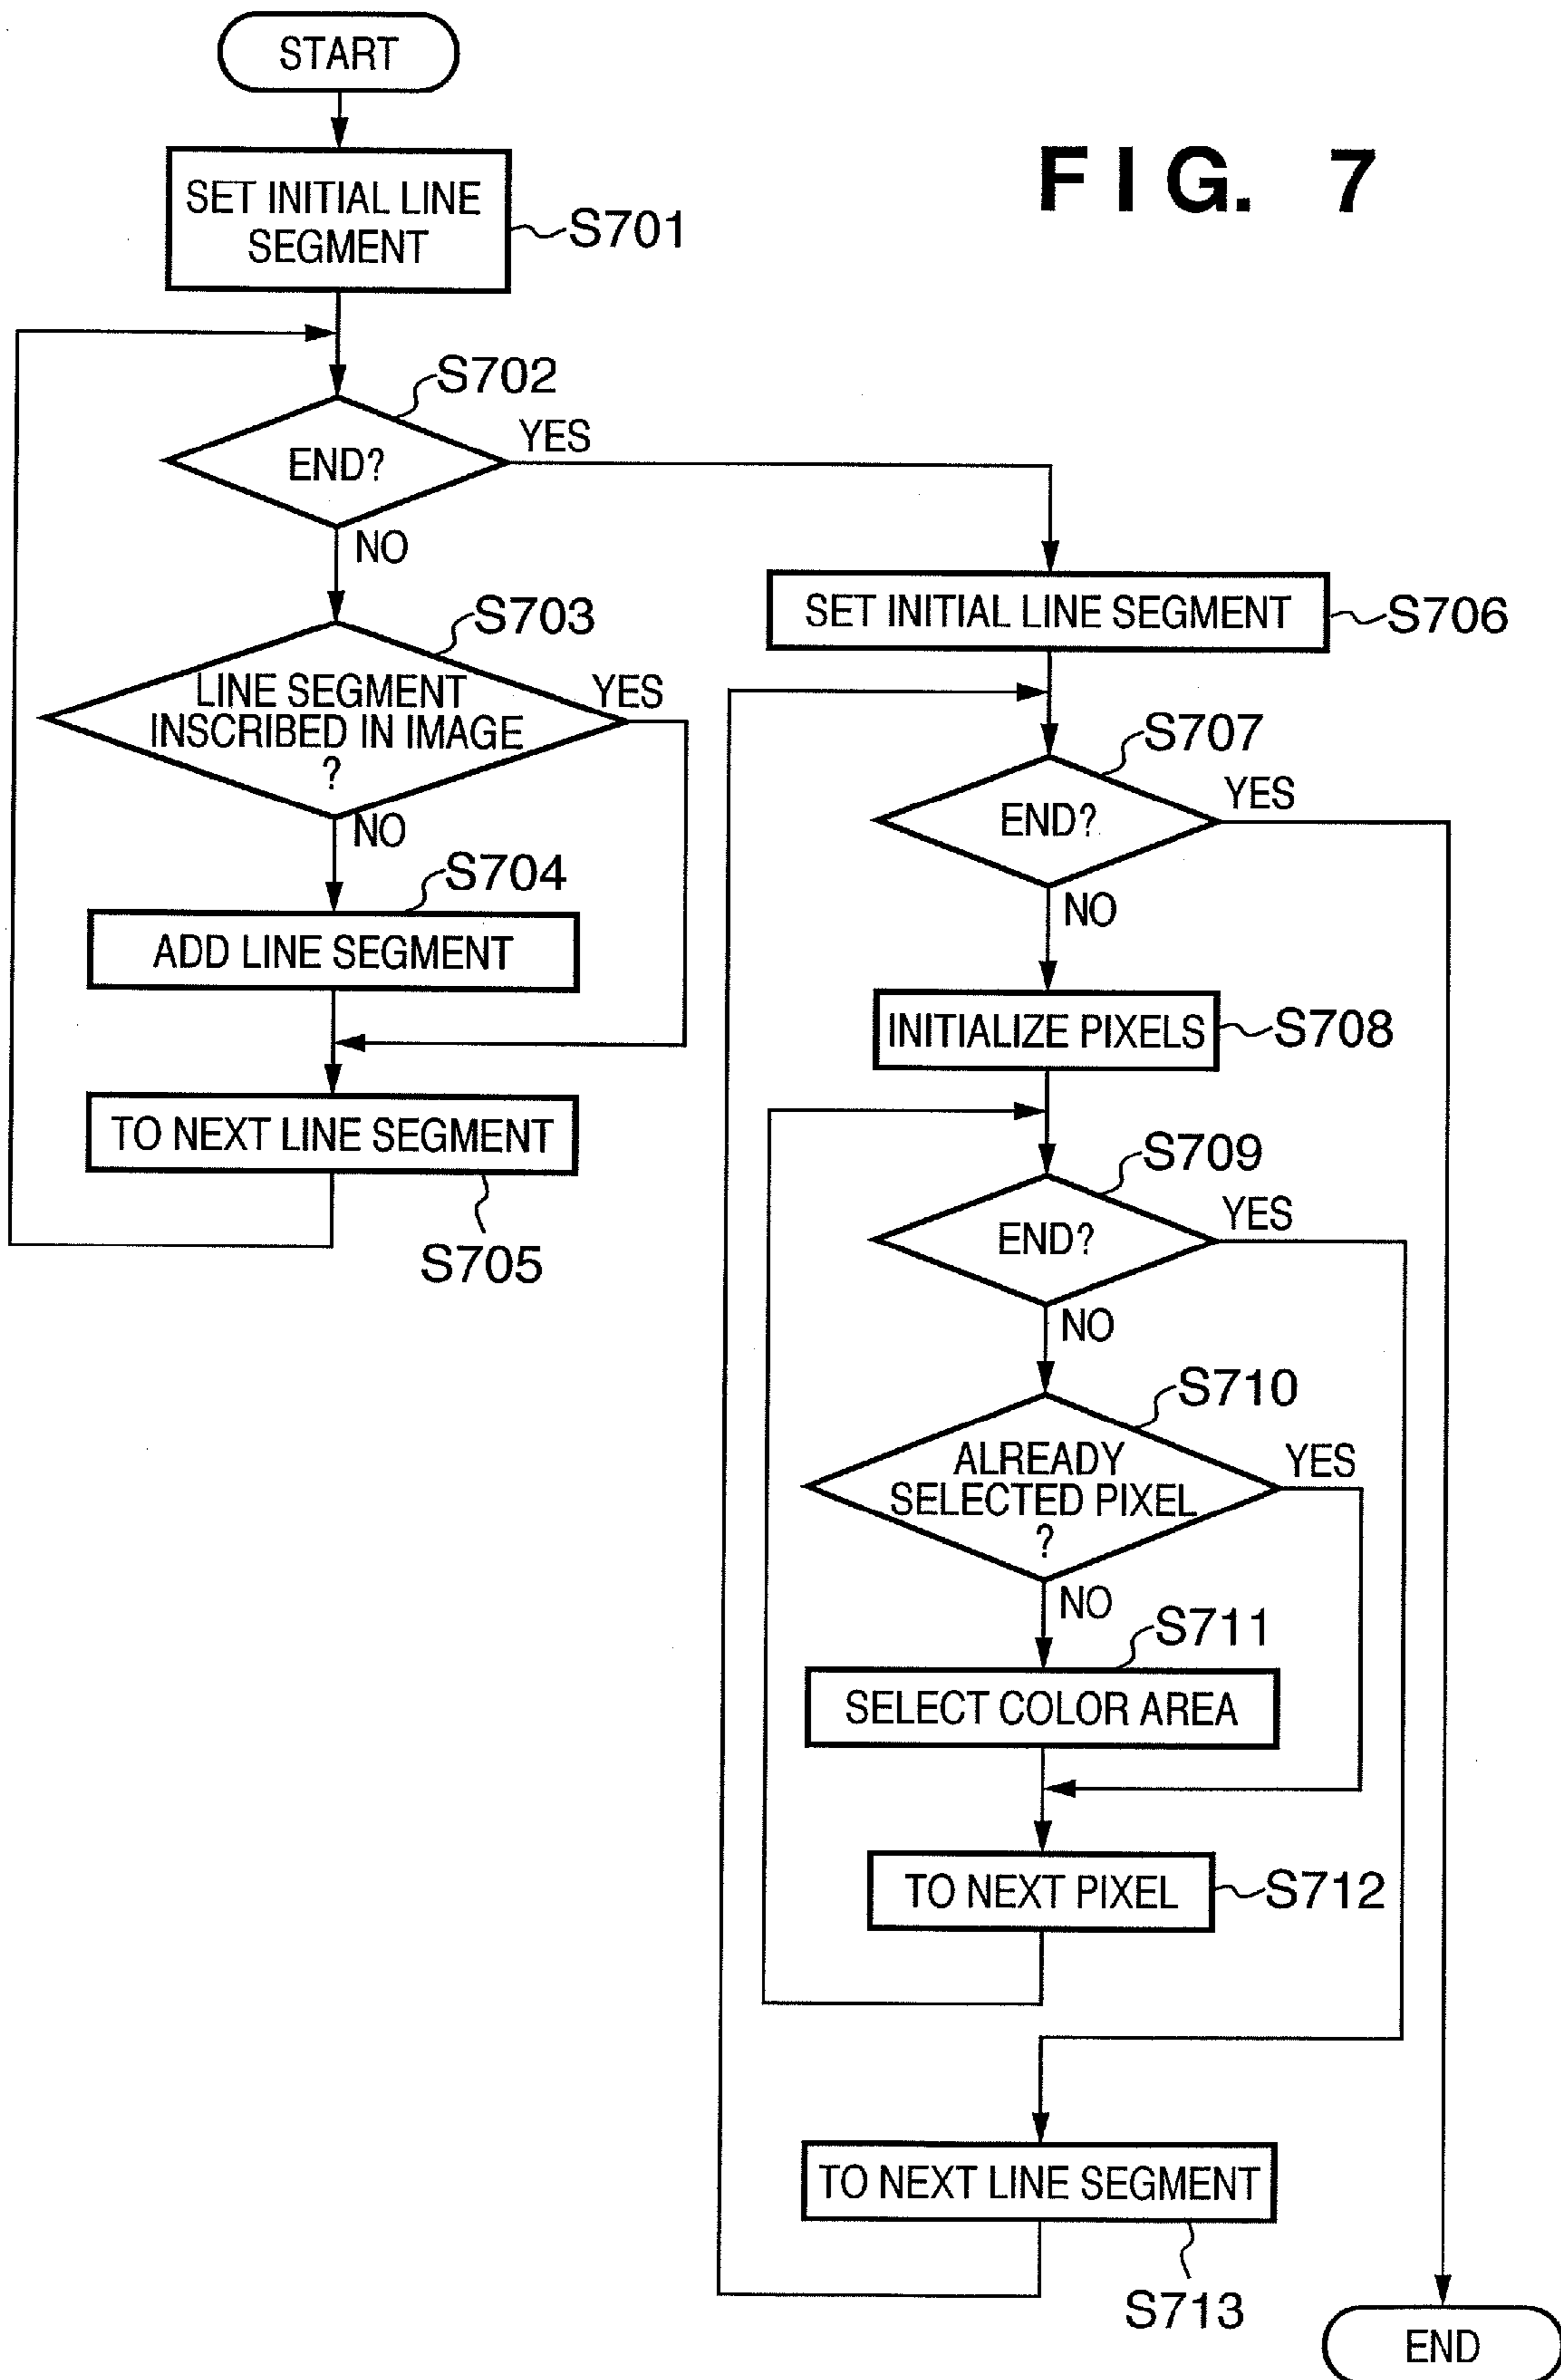 START
FIG. 7
SET INITIAL LINE
SEGMENT
S701
S702
END?
YES
NO
S703
LINE SEGMENT
INSCRIBED IN IMAGE
?
YES
NO
S704
ADD LINE SEGMENT
TO NEXT LINE SEGMENT
S705
SET INITIAL LINE SEGMENT
S706
S707
END?
YES
NO
INITIALIZE PIXELS
S708
S709
END?
YES
NO
S710
ALREADY
SELECTED PIXEL
?
YES
NO
S711
SELECT COLOR AREA
TO NEXT PIXEL
S712
TO NEXT LINE SEGMENT
S713
END